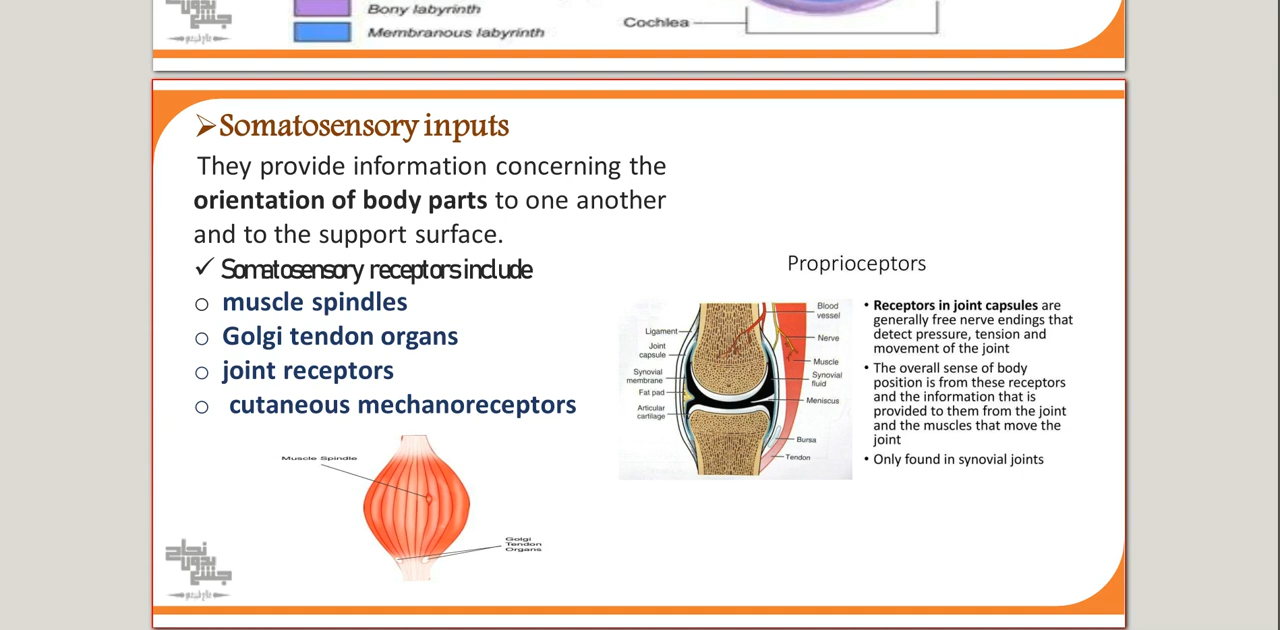 Bony labyrinth
Membranous labyrinth
Cochlea
جشع
بدون
نجاح
➢Somatosensory inputs
They provide information concerning the
orientation of body parts to one another
and to the support surface.
✓ Somatosensory receptors include
o muscle spindles
o Golgi tendon organs
o joint receptors
o cutaneous mechanoreceptors
Muscle Spindle
Golgi
Tendon
Organs
Proprioceptors
Ligament
Joint
capsule
Synovial
membrane
Fat pad
Articular
cartilage
Blood
vessel
Nerve
Muscle
Synovial
fluid
Meniscus
Bursa
Tendon
• Receptors in joint capsules are
generally free nerve endings that
detect pressure, tension and
movement of the joint
• The overall sense of body
position is from these receptors
and the information that is
provided to them from the joint
and the muscles that move the
joint
• Only found in synovial joints